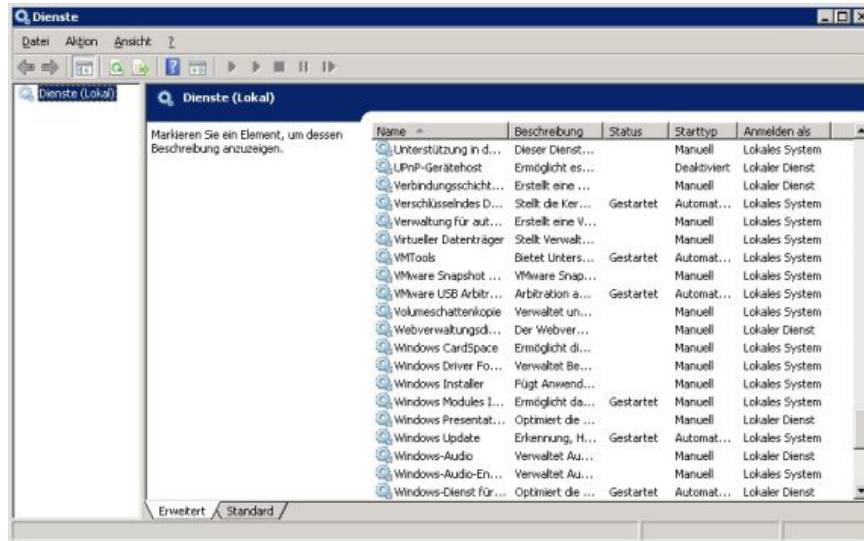 Dienste
Datei Aktion Ansicht ?
Dienste (Lokal)
Dienste (Lokal)
Markieren Sie ein Element, um dessen
Beschreibung anzuzeigen.
Name Beschreibung Status Starttyp Anmelden als
Unterstützung in d... Dieser Dienst... Manuell Lokales System
UPnP-Gerätehost Ermöglicht es... Deaktiviert Lokaler Dienst
Verbindungsschicht... Erstellt eine ... Manuell Lokaler Dienst
Verschlüsselndes D... Stellt die Ker... Gestartet Automat... Lokales System
Verwaltung für aut... Erstellt eine V... Manuell Lokales System
Virtueller Datenträger Stellt Verwalt... Manuell Lokales System
VMTools Bietet Unters... Gestartet Automat... Lokales System
VMware Snapshot ... VMware Snap... Manuell Lokales System
VMware USB Arbitr... Arbitration a... Gestartet Automat... Lokales System
Volumeschattenkopie Verwaltet un... Manuell Lokales System
Webverwaltungsdi... Der Webver... Manuell Lokaler Dienst
Windows CardSpace Ermöglicht di... Manuell Lokales System
Windows Driver Fo... Verwaltet Be... Manuell Lokales System
Windows Installer Fügt Anwend... Manuell Lokales System
Windows Modules I... Ermöglicht da... Gestartet Manuell Lokales System
Windows Presentat... Optimiert die ... Manuell Lokaler Dienst
Windows Update Erkennung, H... Gestartet Automat... Lokales System
Windows-Audio Verwaltet Au... Manuell Lokaler Dienst
Windows-Audio-En... Verwaltet Au... Manuell Lokales System
Windows-Dienst für... Optimiert die ... Gestartet Automat... Lokaler Dienst
Erweitert Standard